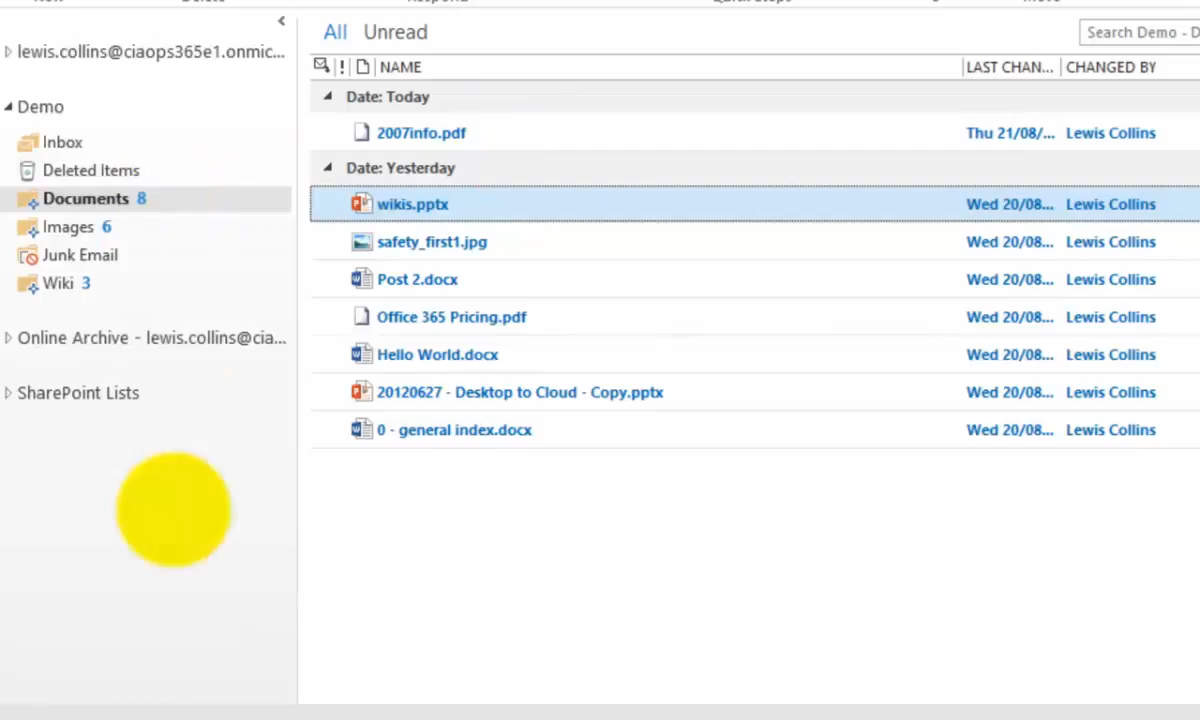 All Unread
Search Demo - D
lewis.collins@ciaops365e1.onmic...
! NAME LAST CHAN... CHANGED BY
Date: Today
Demo
2007info.pdf Thu 21/08/... Lewis Collins
Inbox
Date: Yesterday
Deleted Items
Documents 8
wikis.pptx Wed 20/08... Lewis Collins
Images 6
safety_first1.jpg Wed 20/08... Lewis Collins
Junk Email
Wiki 3
Post 2.docx Wed 20/08... Lewis Collins
Office 365 Pricing.pdf Wed 20/08... Lewis Collins
Online Archive - lewis.collins@cia...
Hello World.docx Wed 20/08... Lewis Collins
SharePoint Lists
20120627 - Desktop to Cloud - Copy.pptx Wed 20/08... Lewis Collins
0 - general index.docx Wed 20/08... Lewis Collins